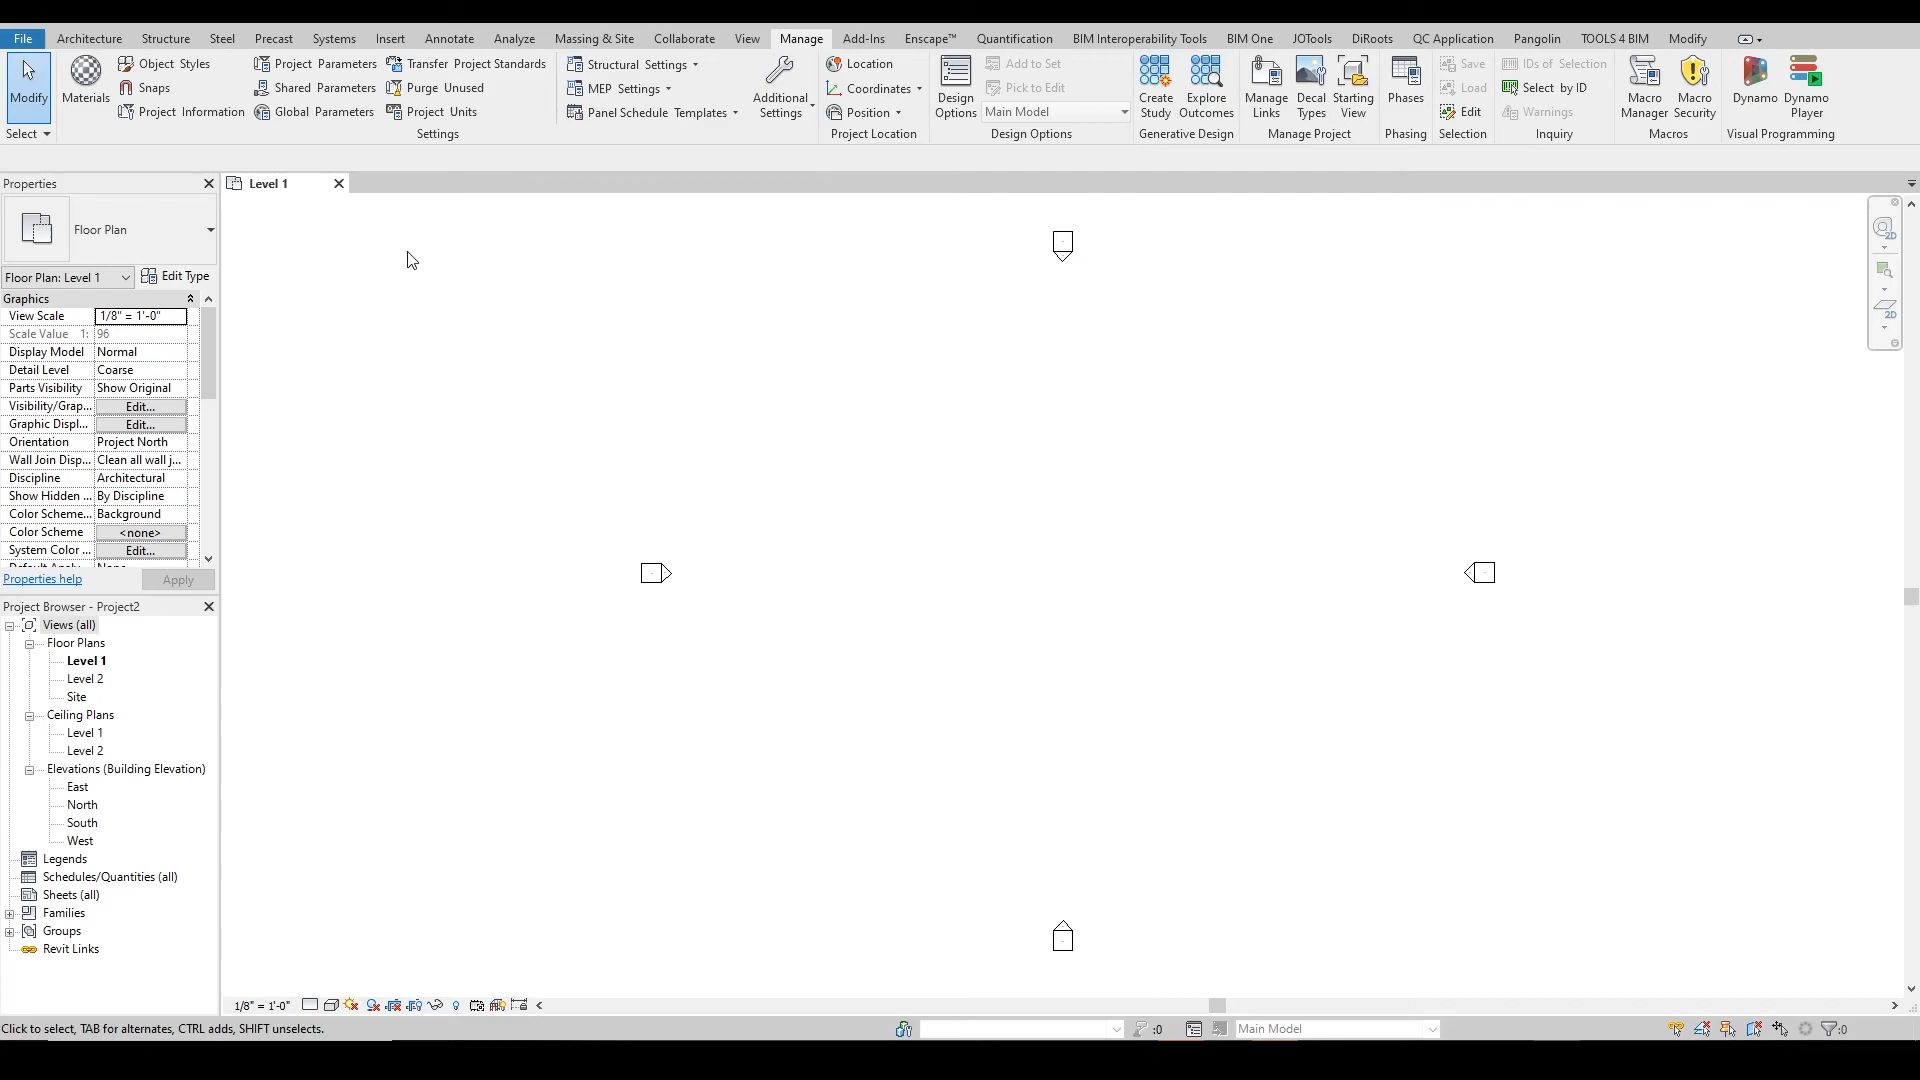 File Architecture Structure Steel Precast Systems Insert Annotate Analyze Massing & Site Collaborate View Manage Add-Ins Enscape™ Quantification BIM Interoperability Tools BIM One JOTools DiRoots QC Application Pangolin TOOLS 4 BIM Modify
Modify
Select
Materials
Object Styles
Snaps
Project Information
Project Parameters
Shared Parameters
Global Parameters
Transfer Project Standards
Purge Unused
Project Units
Settings
Structural Settings
MEP Settings
Panel Schedule Templates
Additional
Settings
Location
Coordinates
Position
Project Location
Design
Options
Add to Set
Pick to Edit
Main Model
Design Options
Create
Study
Explore
Outcomes
Generative Design
Manage
Links
Decal
Types
Starting
View
Manage Project
Phases
Phasing
Save
Load
Edit
Selection
IDs of Selection
Select by ID
Warnings
Inquiry
Macro
Manager
Macro
Security
Macros
Dynamo
Dynamo
Player
Visual Programming
Properties
Level 1
Floor Plan
Floor Plan: Level 1 Edit Type
Graphics
View Scale 1/8" = 1'-0"
Scale Value 1: 96
Display Model Normal
Detail Level Coarse
Parts Visibility Show Original
Visibility/Grap... Edit...
Graphic Displ... Edit...
Orientation Project North
Wall Join Disp... Clean all wall j...
Discipline Architectural
Show Hidden ... By Discipline
Color Scheme... Background
Color Scheme <none>
System Color ... Edit...
Properties help Apply
Project Browser - Project2
Views (all)
Floor Plans
Level 1
Level 2
Site
Ceiling Plans
Level 1
Level 2
Elevations (Building Elevation)
East
North
South
West
Legends
Schedules/Quantities (all)
Sheets (all)
Families
Groups
Revit Links
2D
2D
1/8" = 1'-0"
Click to select, TAB for alternates, CTRL adds, SHIFT unselects.
:0
Main Model
:0